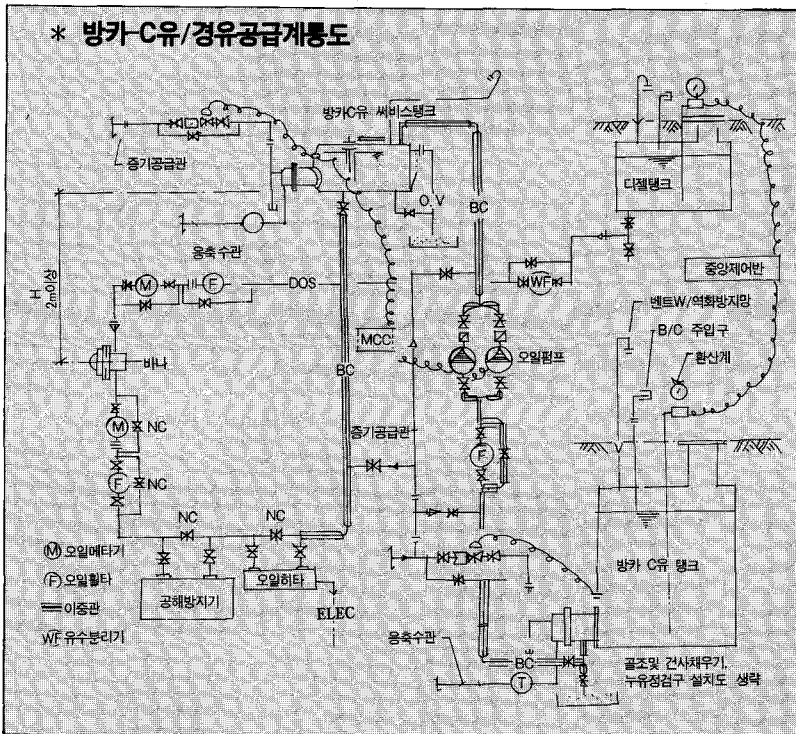 * 방카-C유/경유공급계통도
방카C유 써비스탱크
증기공급관
디젤탱크
O.V
BC
응축수관
H
2m이상
M
F
DOS
WF
중앙제어반
벤트W/역화방지망
B/C 주입구
환산계
MCC
오일펌프
바나
BC
M
NC
증기공급관
F
F
NC
NC
NC
M 오일메타기
F 오일휠타
이중관
WF 유수분리기
공해방지기
오일히타
ELEC
방카 C유 탱크
응축수관
BC
T
골조및 건사채우기,
누유정검구 설치도 생략